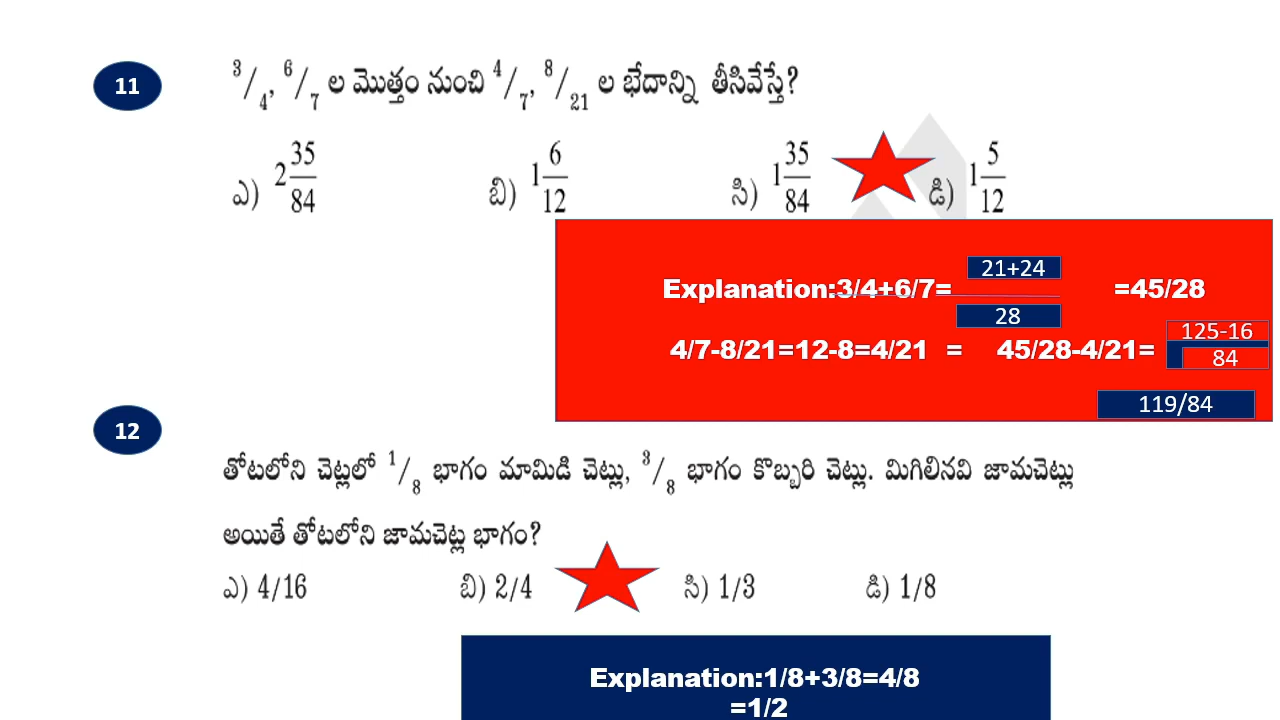 11
3/4, 6/7 ల మొత్తం నుంచి 4/7, 8/21 ల భేదాన్ని తీసివేస్తే?
ఎ) 2 35/84 బి) 1 6/12 సి) 1 35/84 డి) 1 5/12
Explanation:3/4+6/7= 21+24/28 =45/28
4/7-8/21=12-8=4/21 = 45/28-4/21= 125-16/84
119/84
12
తోటలోని చెట్లలో 1/8 భాగం మామిడి చెట్లు, 3/8 భాగం కొబ్బరి చెట్లు. మిగిలినవి జామచెట్లు
అయితే తోటలోని జామచెట్ల భాగం?
ఎ) 4/16 బి) 2/4 సి) 1/3 డి) 1/8
Explanation:1/8+3/8=4/8
=1/2